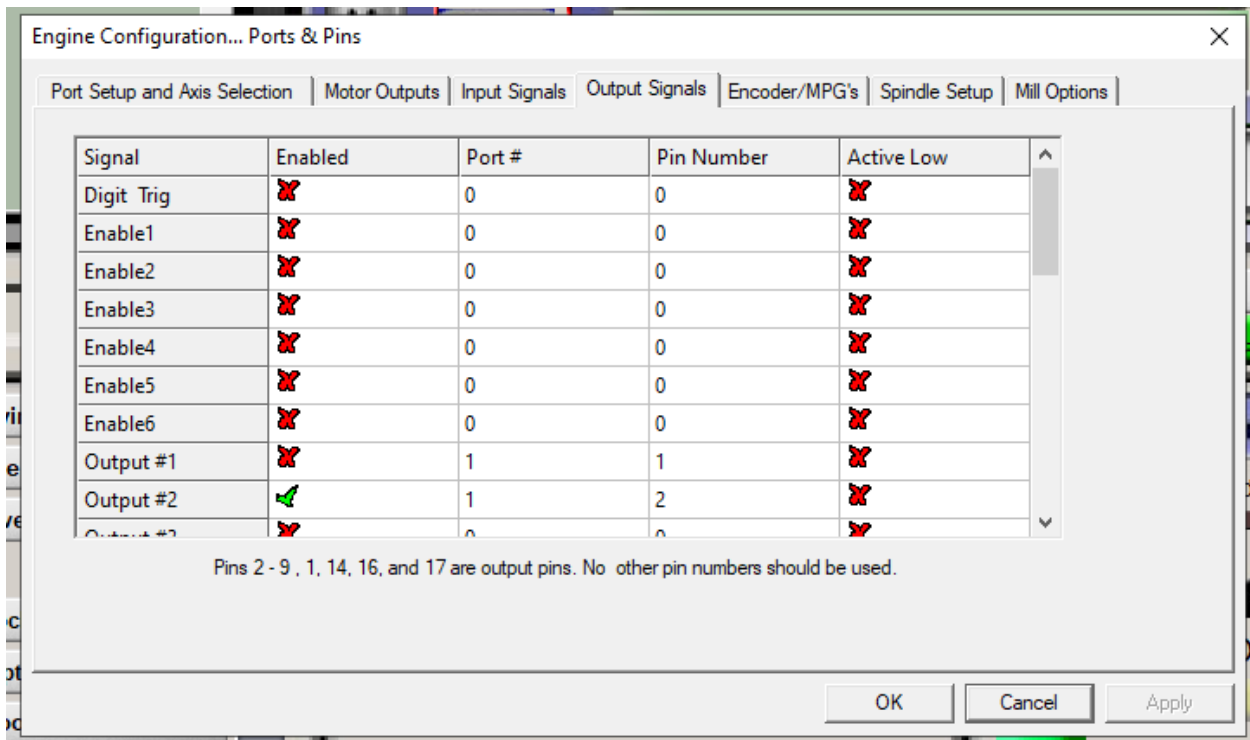 Engine Configuration... Ports & Pins
Port Setup and Axis Selection Motor Outputs Input Signals Output Signals Encoder/MPG's Spindle Setup Mill Options
Signal Enabled Port # Pin Number Active Low
Digit Trig 0 0
Enable1 0 0
Enable2 0 0
Enable3 0 0
Enable4 0 0
Enable5 0 0
Enable6 0 0
Output #1 1 1
Output #2 1 2
Pins 2 - 9 , 1, 14, 16, and 17 are output pins. No other pin numbers should be used.
OK Cancel Apply